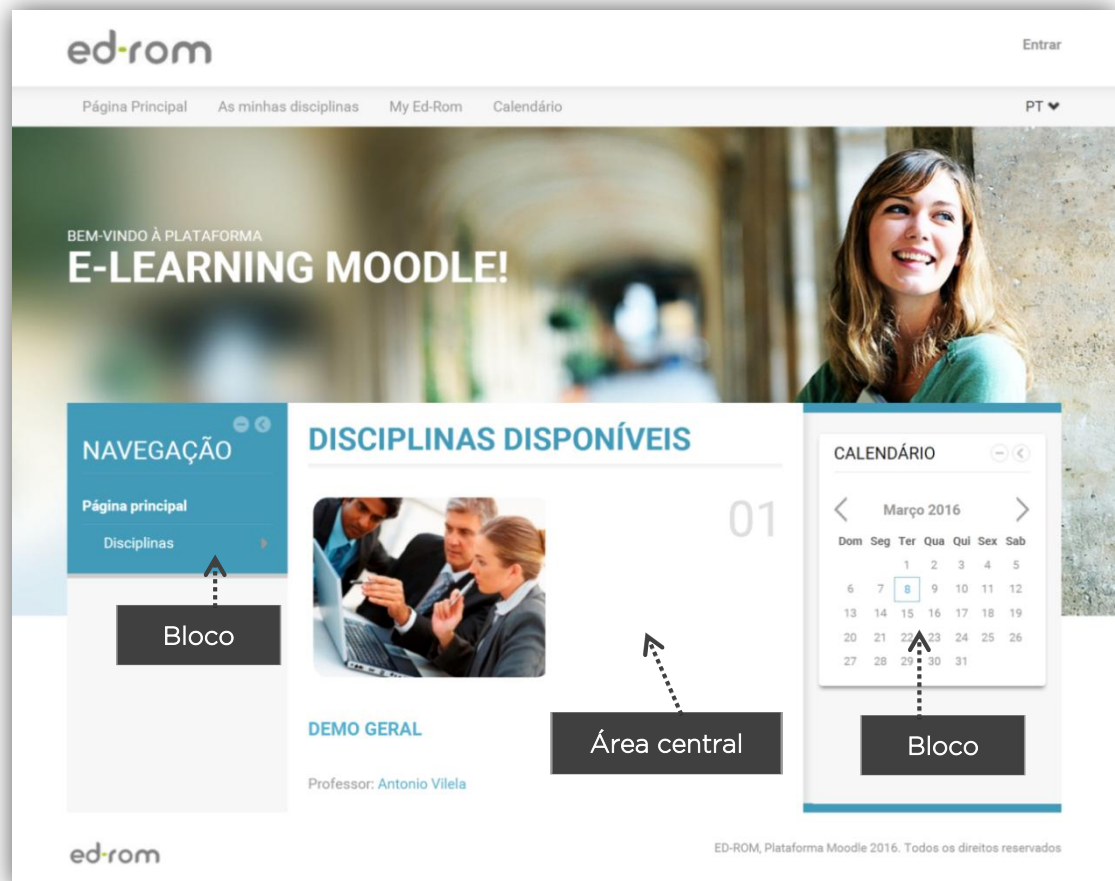 ed-rom
Entrar
Página Principal As minhas disciplinas My Ed-Rom Calendário PT
BEM-VINDO À PLATAFORMA
E-LEARNING MOODLE!
NAVEGAÇÃO
Página principal
Disciplinas
Bloco
DISCIPLINAS DISPONÍVEIS
01
DEMO GERAL
Professor: Antonio Vilela
Área central
CALENDÁRIO
Março 2016
Dom Seg Ter Qua Qui Sex Sab
1 2 3 4 5
6 7 8 9 10 11 12
13 14 15 16 17 18 19
20 21 22 23 24 25 26
27 28 29 30 31
Bloco
ed-rom
ED-ROM, Plataforma Moodle 2016. Todos os direitos reservados